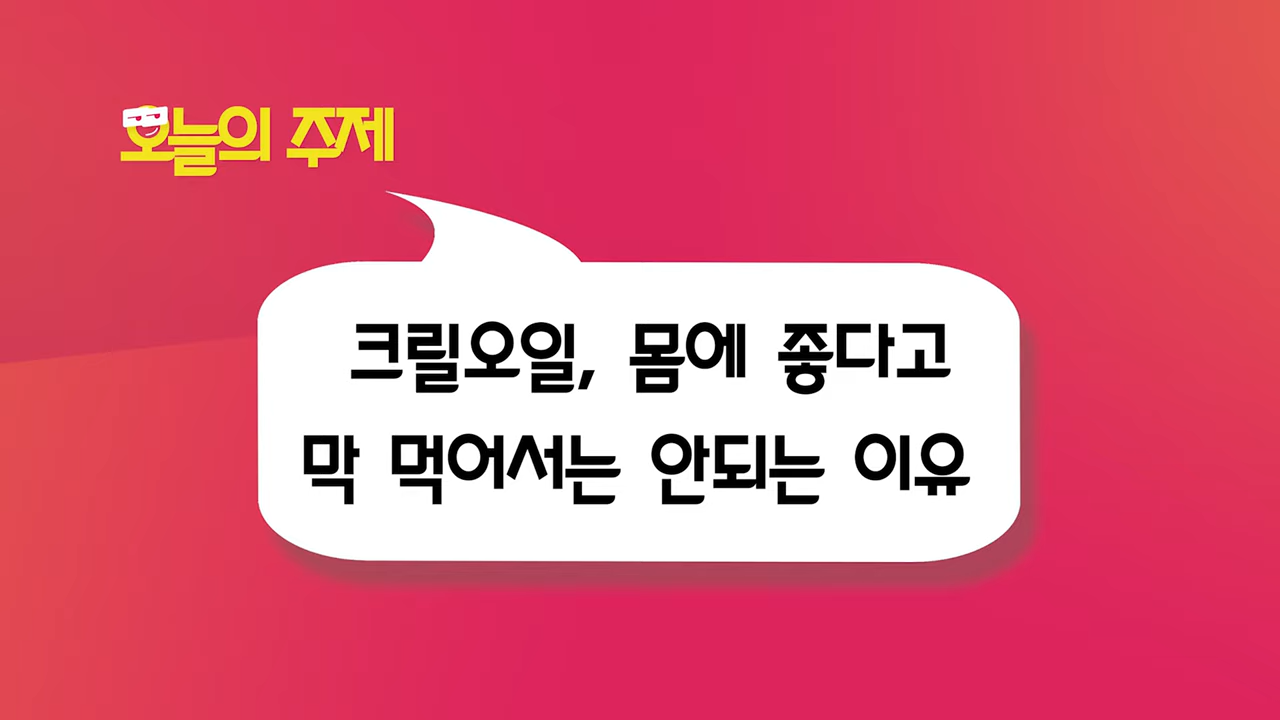 오늘의 주제
크릴오일, 몸에 좋다고
막 먹어서는 안되는 이유